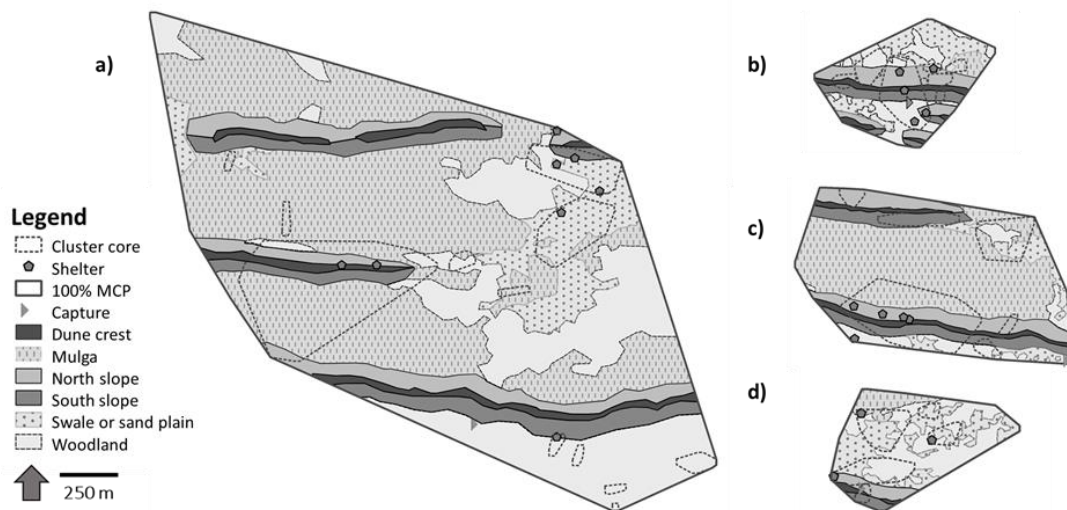 a)
b)
c)
d)
Legend
Cluster core
Shelter
100% MCP
Capture
Dune crest
Mulga
North slope
South slope
Swale or sand plain
Woodland
250 m